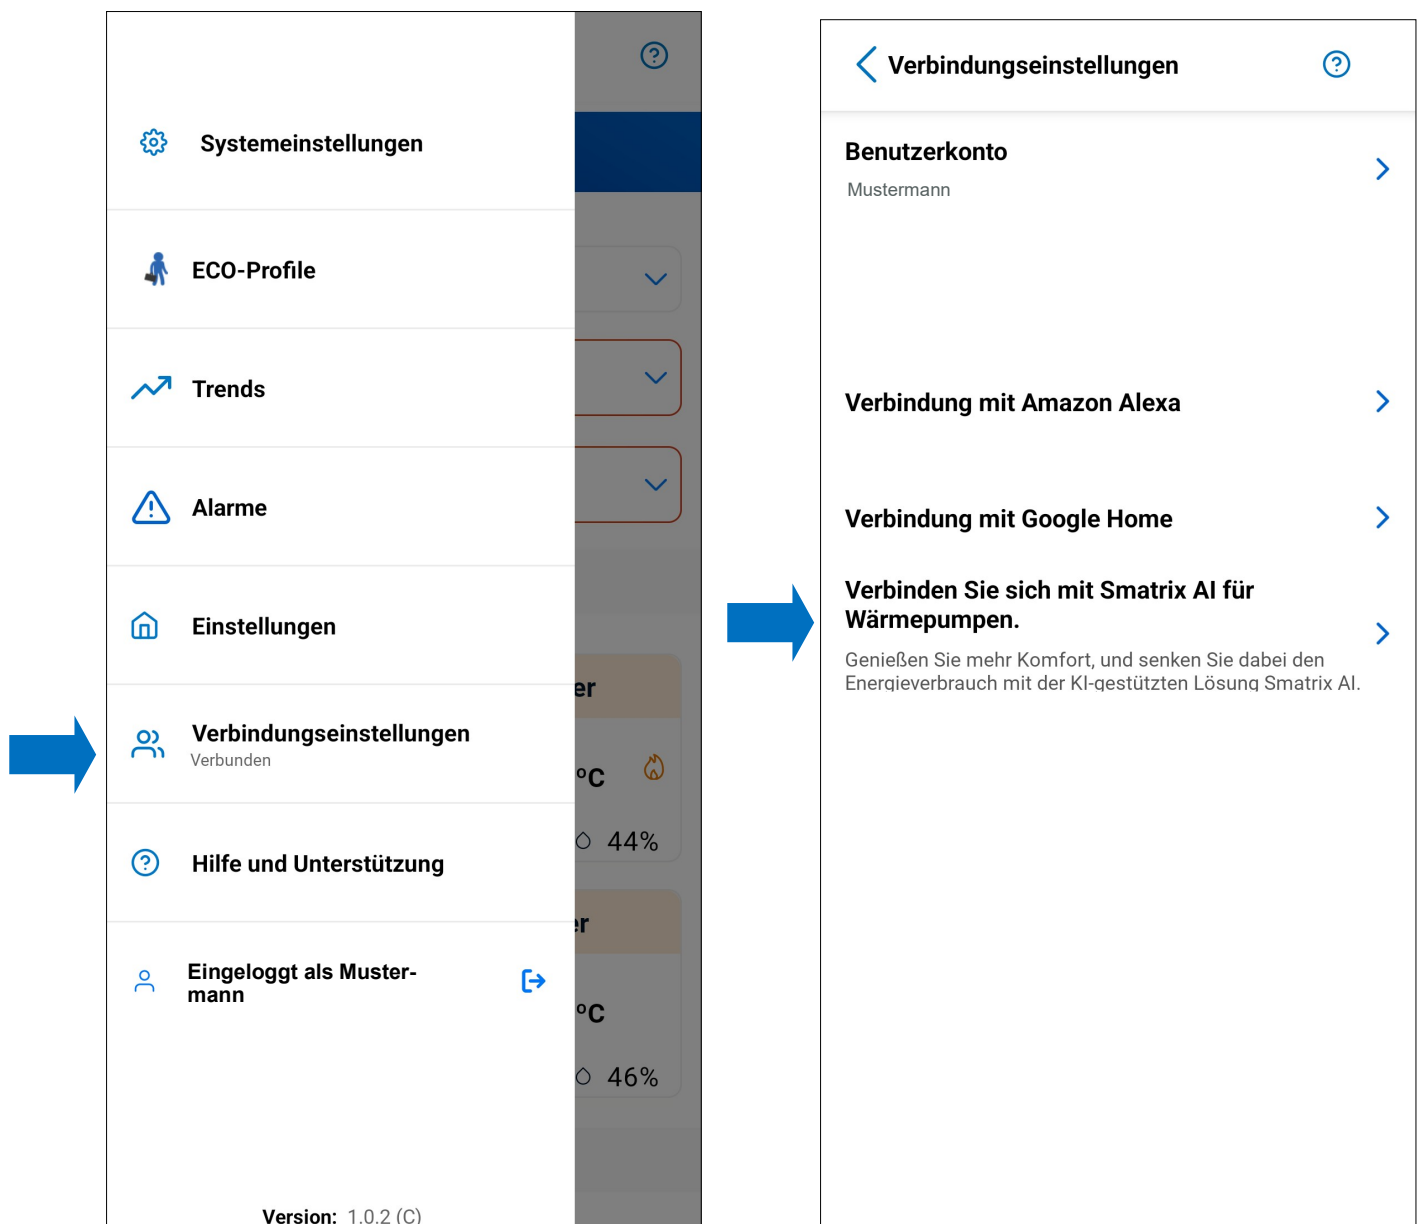 Systemeinstellungen
ECO-Profile
Trends
Alarme
Einstellungen
Verbindungseinstellungen
Verbunden
Hilfe und Unterstützung
Eingeloggt als Muster-
mann
Version: 1.0.2 (C)
er
°C
44%
er
°C
46%
Verbindungseinstellungen
Benutzerkonto
Mustermann
Verbindung mit Amazon Alexa
Verbindung mit Google Home
Verbinden Sie sich mit Smatrix AI für
Wärmepumpen.
Genießen Sie mehr Komfort, und senken Sie dabei den
Energieverbrauch mit der KI-gestützten Lösung Smatrix AI.